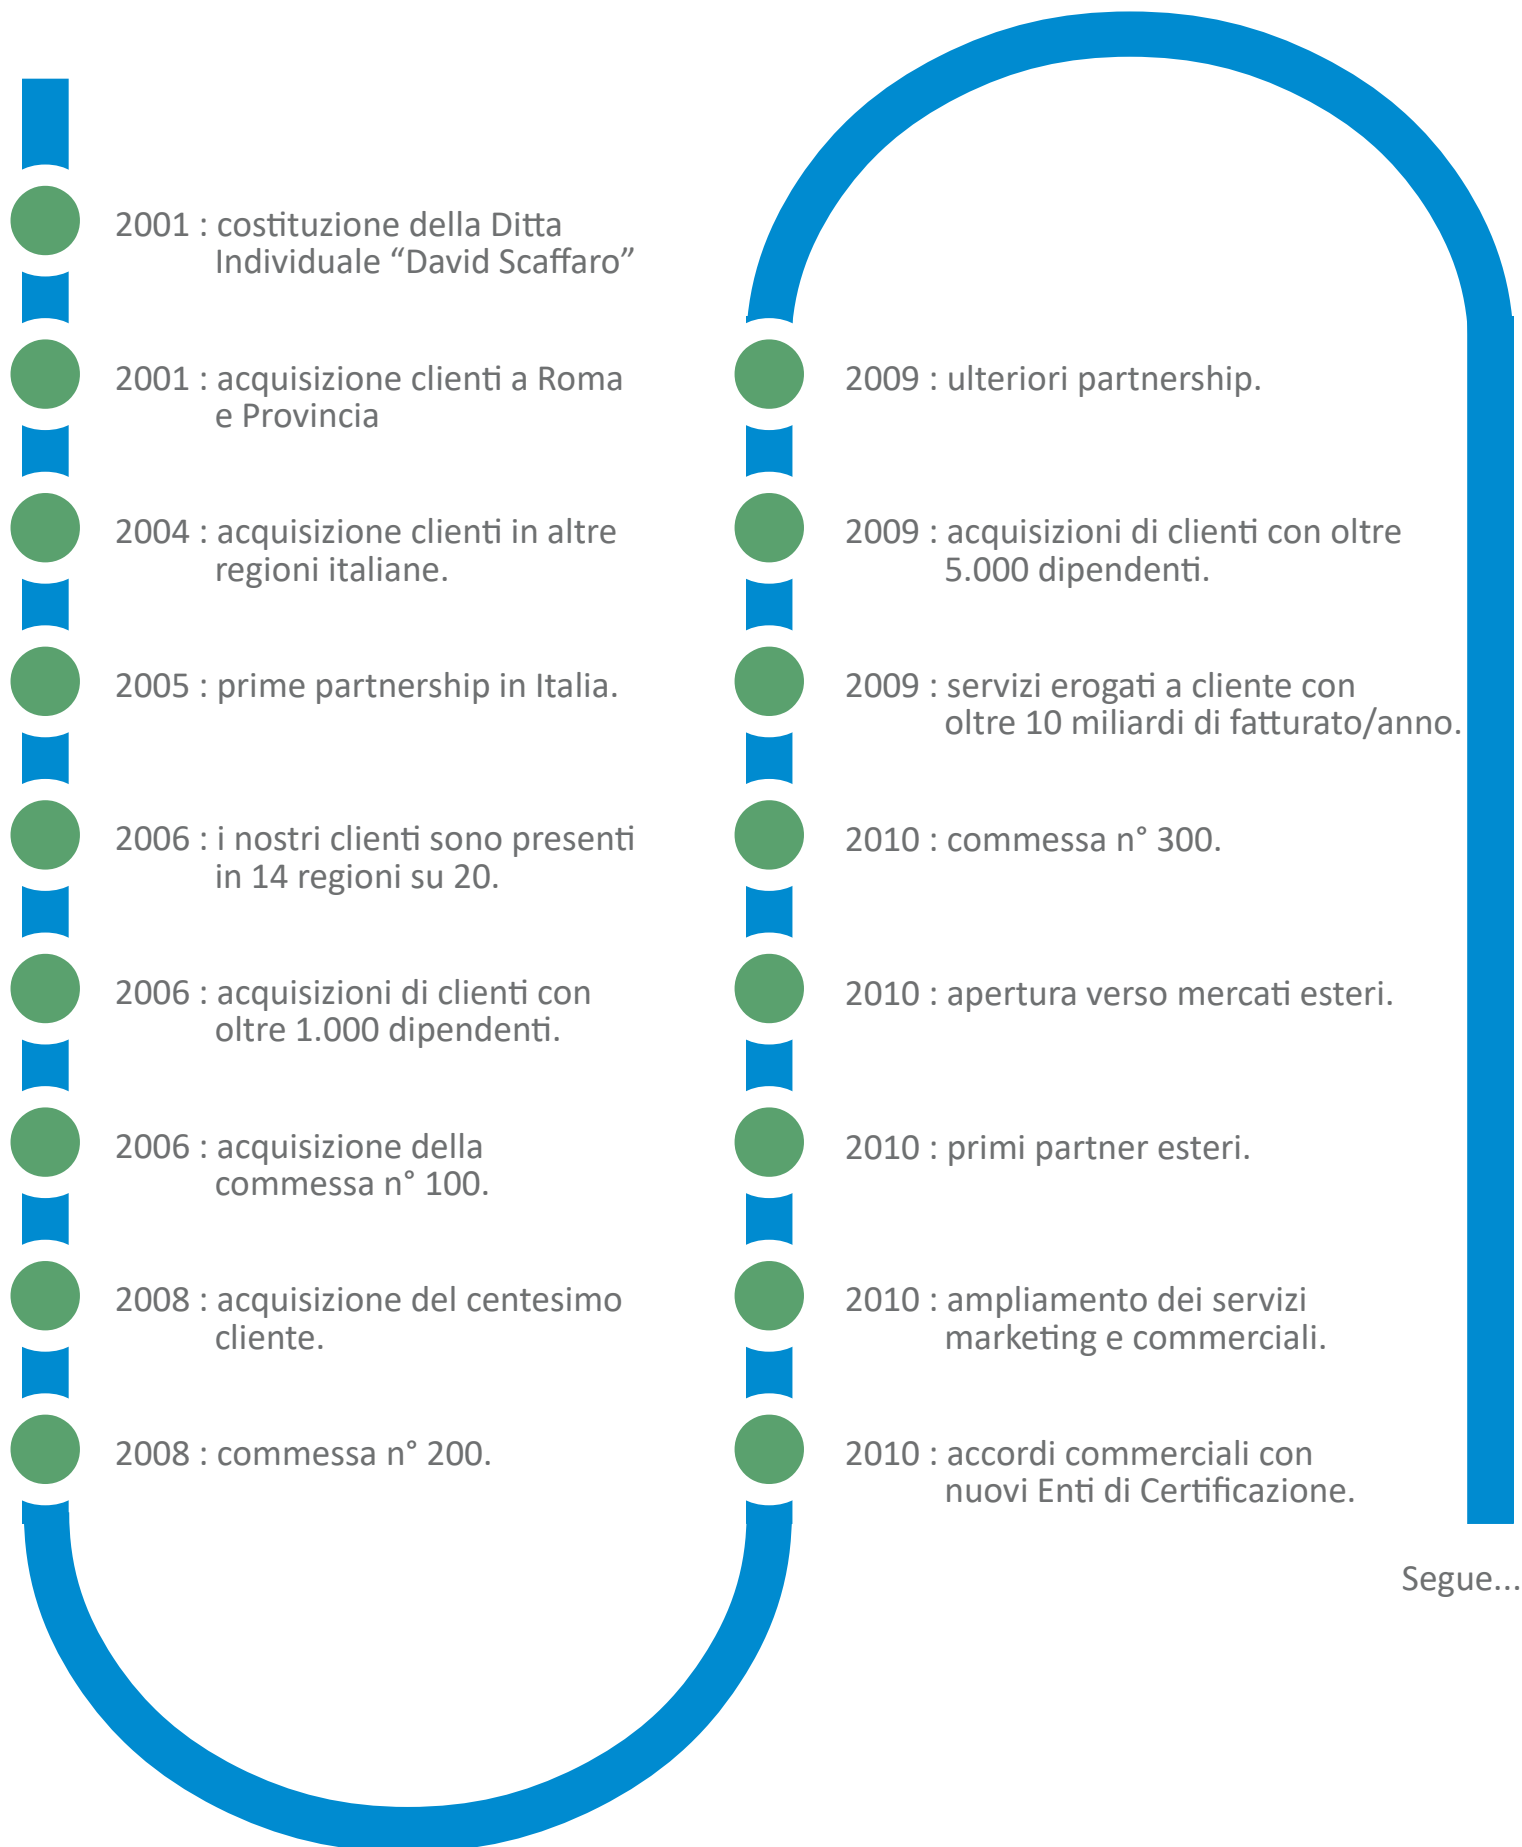 2001 : costituzione della Ditta
Individuale “David Scaffaro”
2001 : acquisizione clienti a Roma
e Provincia
2004 : acquisizione clienti in altre
regioni italiane.
2005 : prime partnership in Italia.
2006 : i nostri clienti sono presenti
in 14 regioni su 20.
2006 : acquisizioni di clienti con
oltre 1.000 dipendenti.
2006 : acquisizione della
commessa n° 100.
2008 : acquisizione del centesimo
cliente.
2008 : commessa n° 200.
2009 : ulteriori partnership.
2009 : acquisizioni di clienti con oltre
5.000 dipendenti.
2009 : servizi erogati a cliente con
oltre 10 miliardi di fatturato/anno.
2010 : commessa n° 300.
2010 : apertura verso mercati esteri.
2010 : primi partner esteri.
2010 : ampliamento dei servizi
marketing e commerciali.
2010 : accordi commerciali con
nuovi Enti di Certificazione.
Segue...